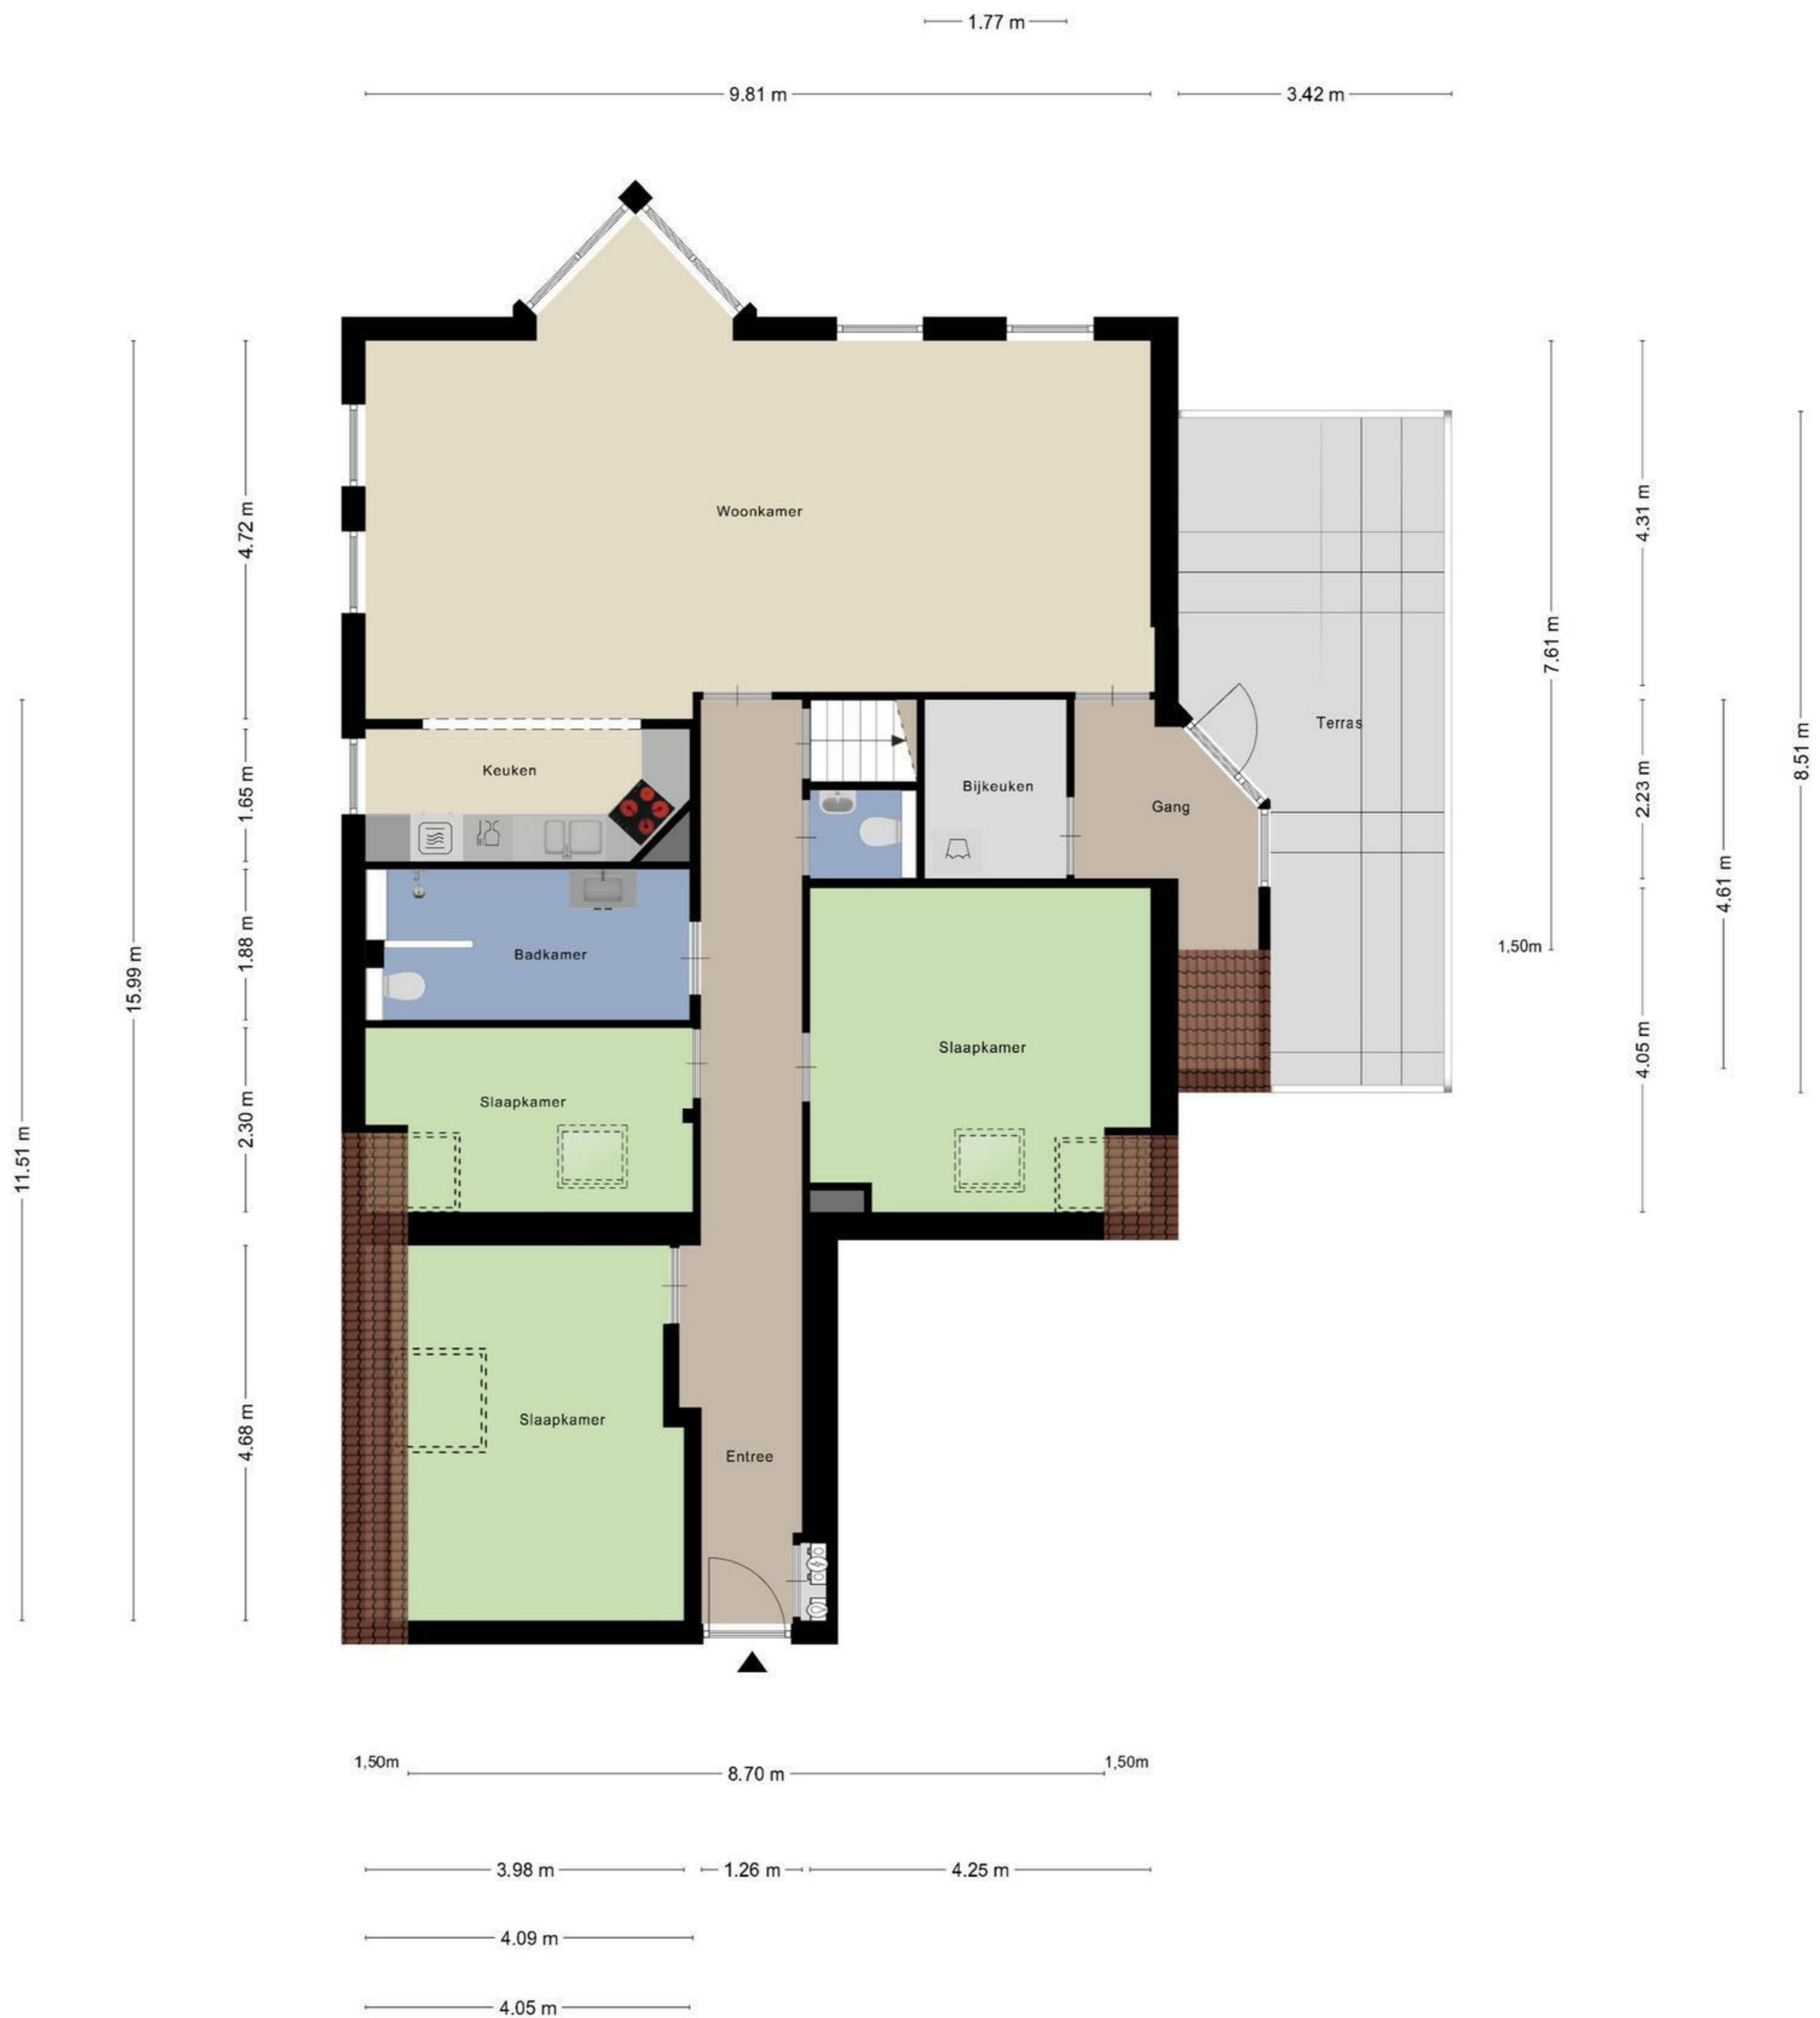 1.77 m
9.81 m
3.42 m
Woonkamer
4.72 m
4.31 m
7.61 m
Terras
8.51 m
Keuken
1.65 m
Bijkeuken
Gang
2.23 m
4.61 m
Badkamer
1.88 m
15.99 m
1,50m
Slaapkamer
4.05 m
Slaapkamer
2.30 m
11.51 m
Slaapkamer
4.68 m
Entree
1,50m
8.70 m
1,50m
3.98 m
1.26 m
4.25 m
4.09 m
4.05 m